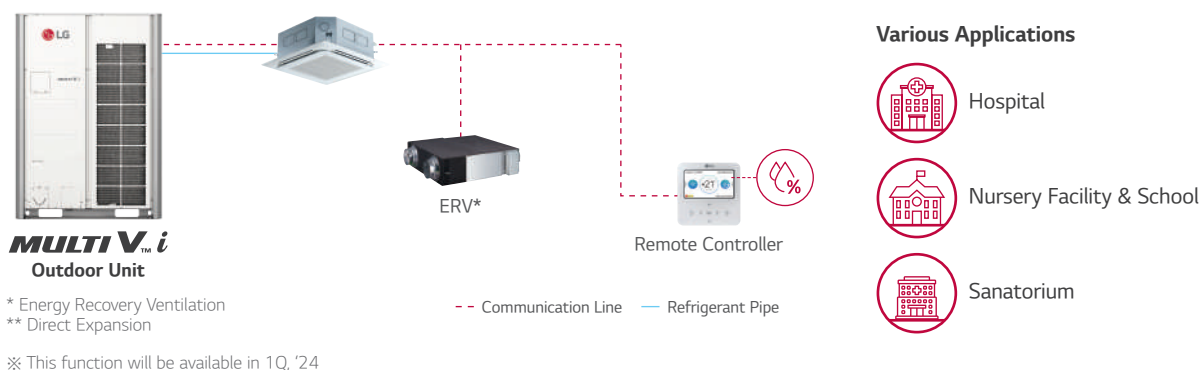 LG
ERV*
Remote Controller
MULTI V™ i
Outdoor Unit
* Energy Recovery Ventilation
** Direct Expansion
※ This function will be available in 1Q, ‘24
Communication Line
Refrigerant Pipe
Various Applications
Hospital
Nursery Facility & School
Sanatorium
%